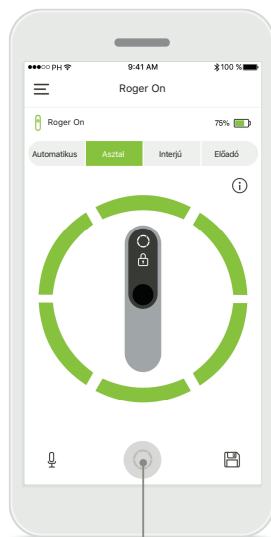 PH 9:41 AM 100 %
Roger On
Roger On 75%
Automatikus Asztal Interjú Előadó